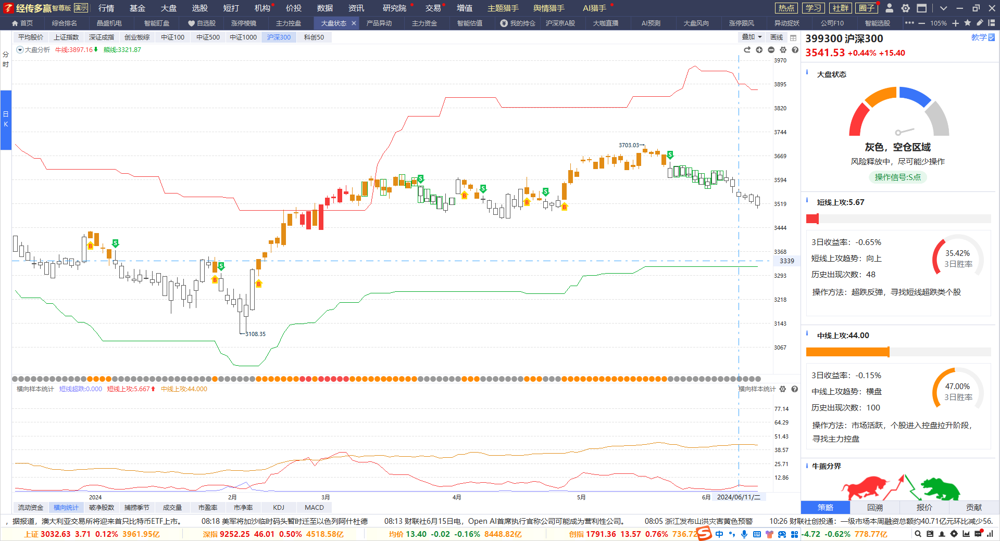 经传多赢 智尊版 演示 行情 基金 大盘 选股 短打 机构 价投 数据 资讯 研究院 交易 增值 主题猎手 舆情猎手 AI猎手 热点 学习 社群 圈子
首页 综合排名 晶盛机电 智能盯盘 自选股 涨停棱镜 主力控盘 大盘状态 产品异动 主力资金 智能估值 我的持仓 沪深京A股 大咖直播 AI预测 大盘风向 涨停跟风 异动捉妖 公司F10 智能选股 ••• 105%
平均股价 上证指数 深证成指 创业板综 中证100 中证500 中证1000 沪深300 科创50 叠加 画线
分时
日K
大盘分析 牛线:3897.16 熊线:3321.87
3970
3895
3820
3744
3669
3594
3519
3444
3368
3339
3293
3218
3143
3067
3703.03
3108.35
B
S
B
S
B
S
B
S
B
S
B
S
横向样本统计 短线超跌:0.000 短线上攻:5.667 中线上攻:44.000
横向样本统计
77.14
64.29
51.43
38.57
25.71
12.86
2024 2月 3月 4月 5月 6月 2024/06/11/二
流动资金 横向统计 破净股数 捕捞季节 成交量 市盈率 市净率 KDJ MACD
399300 沪深300 教学
3541.53 +0.44% +15.40
大盘状态
灰色，空仓区域
风险释放中，尽可能少操作
操作信号:S点
短线上攻:5.67
3日收益率：-0.65%
短线上攻趋势：向上
历史出现次数：48
35.42%
3日胜率
操作方法：超跌反弹，寻找短线超跌类个股
中线上攻:44.00
3日收益率：-0.15%
中线上攻趋势：横盘
历史出现次数：100
47.00%
3日胜率
操作方法：市场活跃，个股进入控盘拉升阶段，
寻找主力控盘
牛熊分界
策略 回溯 报价 贡献
，据报道，澳大利亚交易所将迎来首只比特币ETF上市。 08:18 美军将加沙临时码头暂时迁至以色列阿什杜德 08:13 财联社6月15日电，Open AI首席执行官称公司可能成为营利性公司。 08:05 浙江发布山洪灾害黄色预警 10:26 财联社创投通：一级市场本周融资总额约40.71亿元环比减少56.
上证 3032.63 3.71 0.12% 3961.95亿 深指 9252.25 46.01 0.50% 4518.58亿 均价 13.40 -0.02 -0.16% 8448.82亿 创指 1791.36 13.57 0.76% 736.72 中 -4.72 -0.62% 778.77亿